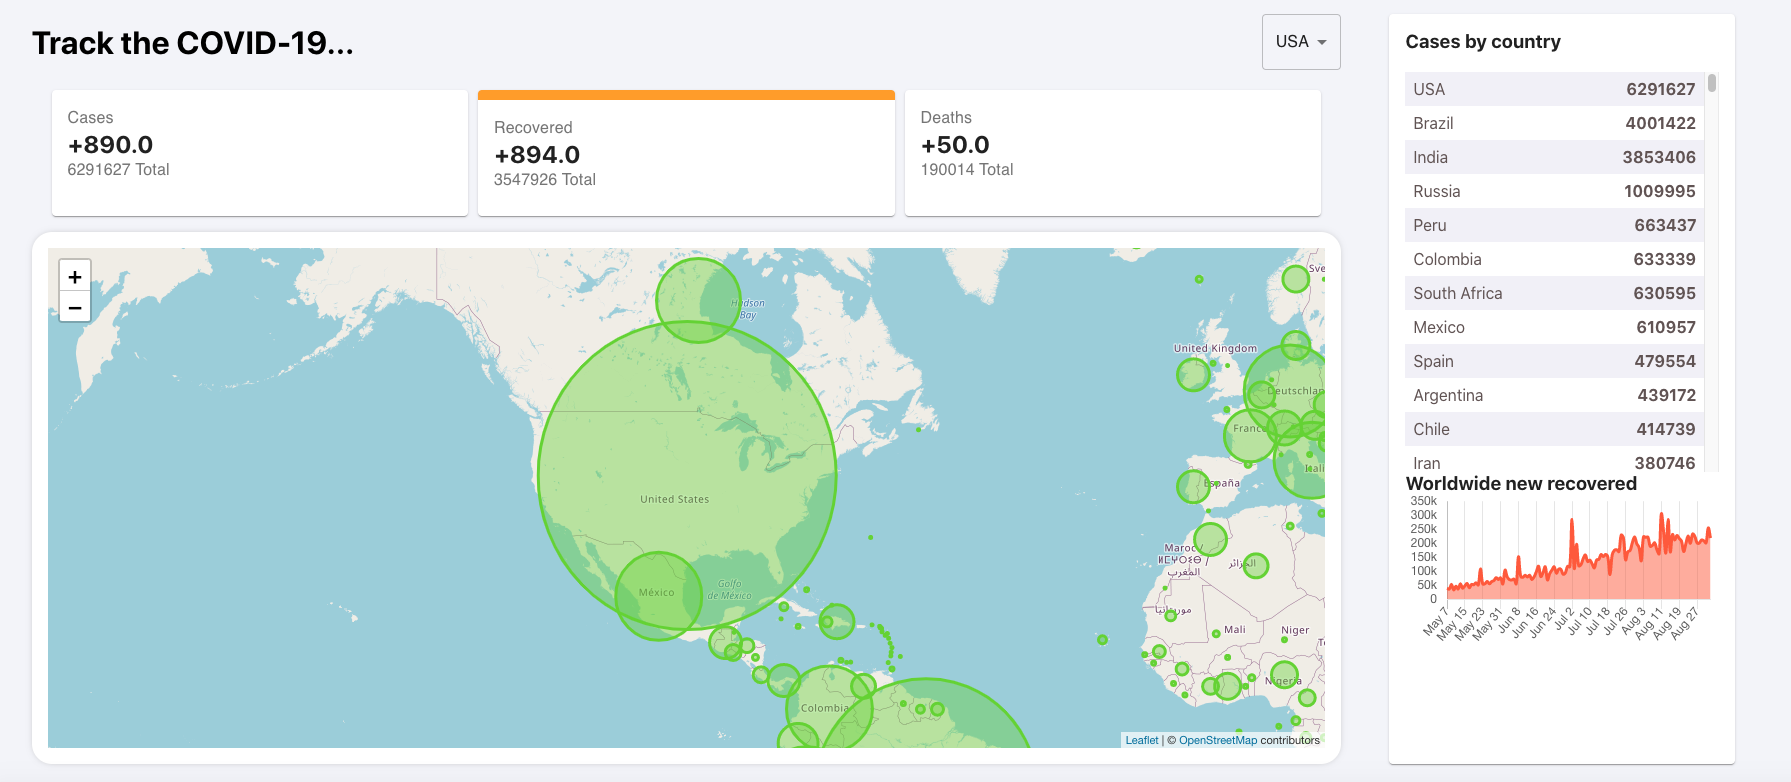 Track the COVID-19...
USA
Cases
+890.0
6291627 Total
Recovered
+894.0
3547926 Total
Deaths
+50.0
190014 Total
+
−
Hudson
Bay
Sve
United Kingdom
Deutschlan
Franc
Itali
España
United States
México
Golfo
de México
Maroc /
ⵍⵎⵖⵔⵉⴱ /
المغرب
الجزائر
موريتانيا
Mali
Niger
Nigeria
Colombia
Leaflet | © OpenStreetMap contributors
Cases by country
USA 6291627
Brazil 4001422
India 3853406
Russia 1009995
Peru 663437
Colombia 633339
South Africa 630595
Mexico 610957
Spain 479554
Argentina 439172
Chile 414739
Iran 380746
Worldwide new recovered
350k
300k
250k
200k
150k
100k
50k
0
May 7
May 15
May 23
May 31
Jun 8
Jun 16
Jun 24
Jul 2
Jul 10
Jul 18
Jul 26
Aug 3
Aug 11
Aug 19
Aug 27